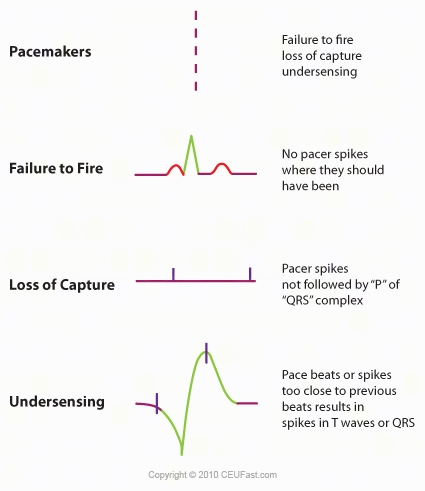 Pacemakers
Failure to fire
loss of capture
undersensing
Failure to Fire
No pacer spikes
where they should
have been
Loss of Capture
Pacer spikes
not followed by “P” of
“QRS” complex
Undersensing
Pace beats or spikes
too close to previous
beats results in
spikes in T waves or QRS
Copyright © 2010 CEUFast.com